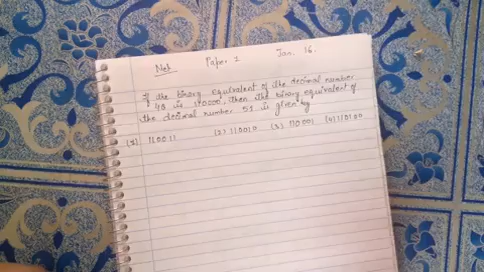 Net Paper 1 Jan. 16.
If the binary equivalent of the decimal number
48 is 110000, then the binary equivalent of
the decimal number 51 is given by
(1) 110011 (2) 110010 (3) 110001 (4) 110100